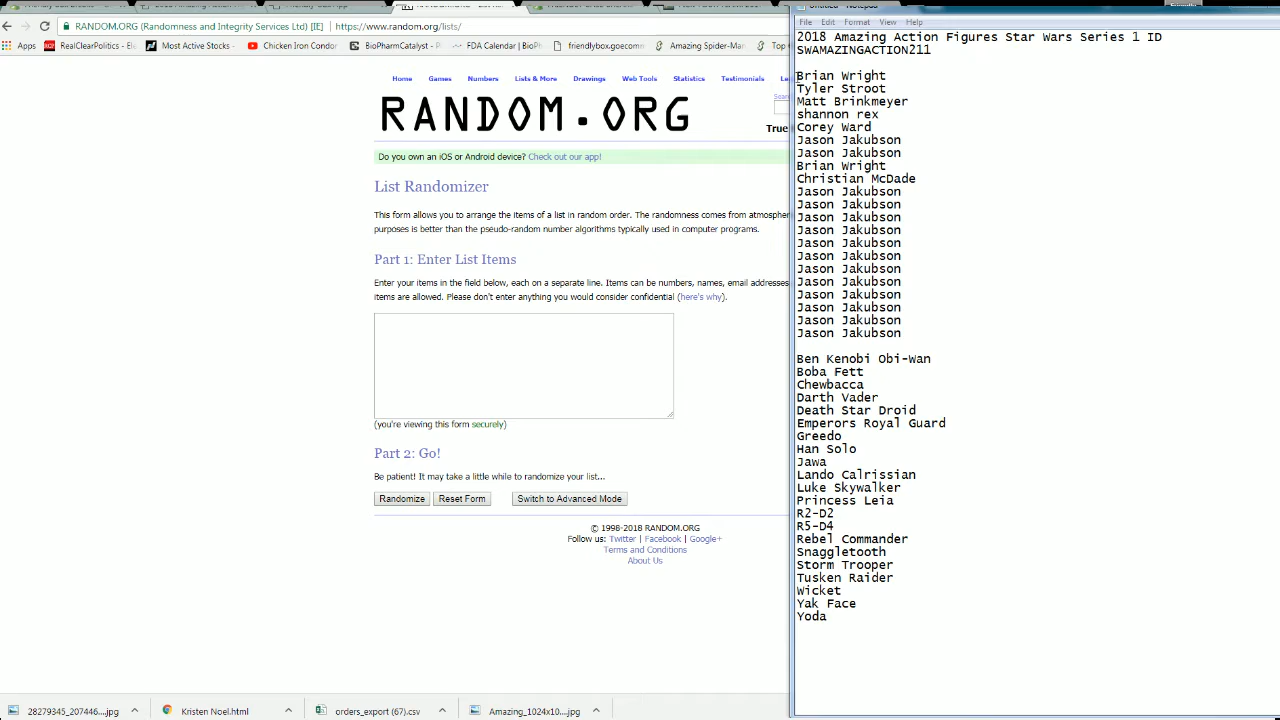 RANDOM.ORG (Randomness and Integrity Services Ltd) [IE] https://www.random.org/lists/
Apps RealClearPolitics - Elec Most Active Stocks Chicken Iron Condor BioPharmCatalyst - FDA Calendar friendlybox.gocomm Amazing Spider-Ma
Home Games Numbers Lists & More Drawings Web Tools Statistics Testimonials
RANDOM.ORG
True
Do you own an iOS or Android device? Check out our app!
List Randomizer
This form allows you to arrange the items of a list in random order. The randomness comes from atmosphe
purposes is better than the pseudo-random number algorithms typically used in computer programs.
Part 1: Enter List Items
Enter your items in the field below, each on a separate line. Items can be numbers, names, email addresses
items are allowed. Please don't enter anything you would consider confidential (here's why).
(you're viewing this form securely)
Part 2: Go!
Be patient! It may take a little while to randomize your list...
Randomize Reset Form Switch to Advanced Mode
© 1998-2018 RANDOM.ORG
Follow us: Twitter | Facebook | Google+
Terms and Conditions
About Us
File Edit Format View Help
2018 Amazing Action Figures Star Wars Series 1 ID
SWAMAZINGACTION211
Brian Wright
Tyler Stroot
Matt Brinkmeyer
shannon rex
Corey Ward
Jason Jakubson
Jason Jakubson
Brian Wright
Christian McDade
Jason Jakubson
Jason Jakubson
Jason Jakubson
Jason Jakubson
Jason Jakubson
Jason Jakubson
Jason Jakubson
Jason Jakubson
Jason Jakubson
Jason Jakubson
Jason Jakubson
Jason Jakubson
Ben Kenobi Obi-Wan
Boba Fett
Chewbacca
Darth Vader
Death Star Droid
Emperors Royal Guard
Greedo
Han Solo
Jawa
Lando Calrissian
Luke Skywalker
Princess Leia
R2-D2
R5-D4
Rebel Commander
Snaggletooth
Storm Trooper
Tusken Raider
Wicket
Yak Face
Yoda
28279345_207446...jpg Kristen Noel.html orders_export (67).csv Amazing_1024x10...jpg